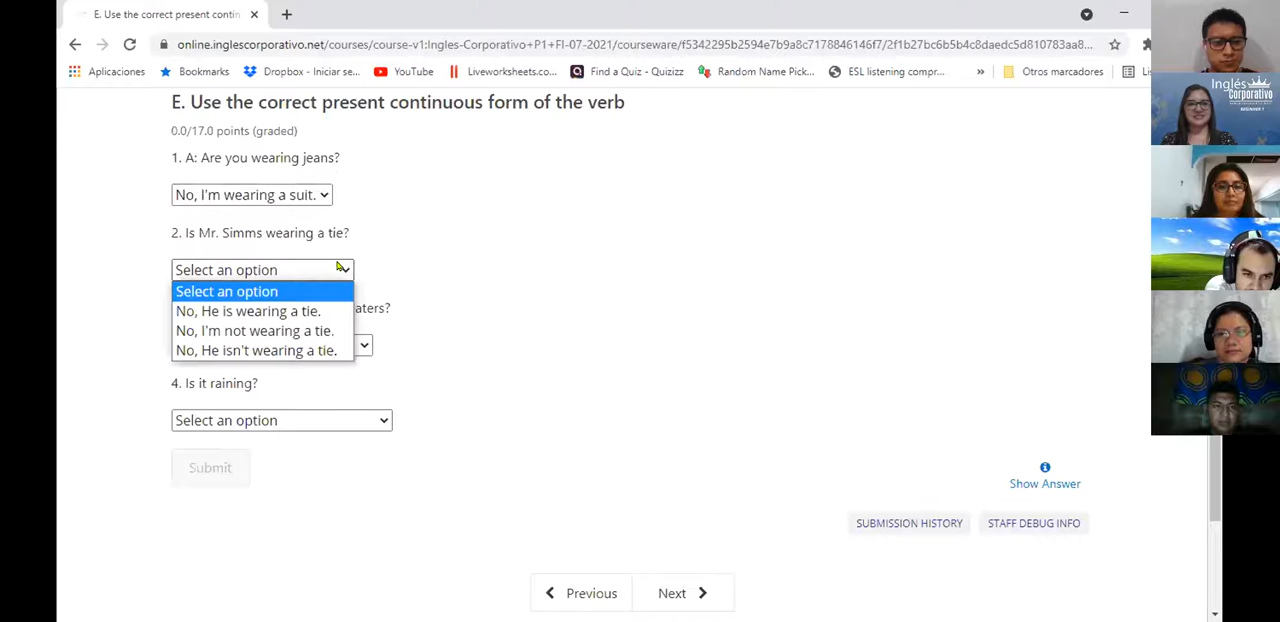 E. Use the correct present contin
online.inglescorporativo.net/courses/course-v1:Ingles-Corporativo+P1+FI-07-2021/courseware/f5342295b2594e7b9a8c7178846146f7/2f1b27bc6b5b4c8daedc5d810783aa8...
Aplicaciones Bookmarks Dropbox - Iniciar se... YouTube Liveworksheets.co... Find a Quiz - Quizizz Random Name Pick... ESL listening compr... » Otros marcadores
Inglés
Corporativo
BEGINNER 1
E. Use the correct present continuous form of the verb
0.0/17.0 points (graded)
1. A: Are you wearing jeans?
No, I'm wearing a suit.
2. Is Mr. Simms wearing a tie?
Select an option
Select an option
No, He is wearing a tie.
No, I'm not wearing a tie.
No, He isn't wearing a tie.
aters?
4. Is it raining?
Select an option
Submit
Show Answer
SUBMISSION HISTORY STAFF DEBUG INFO
Previous Next